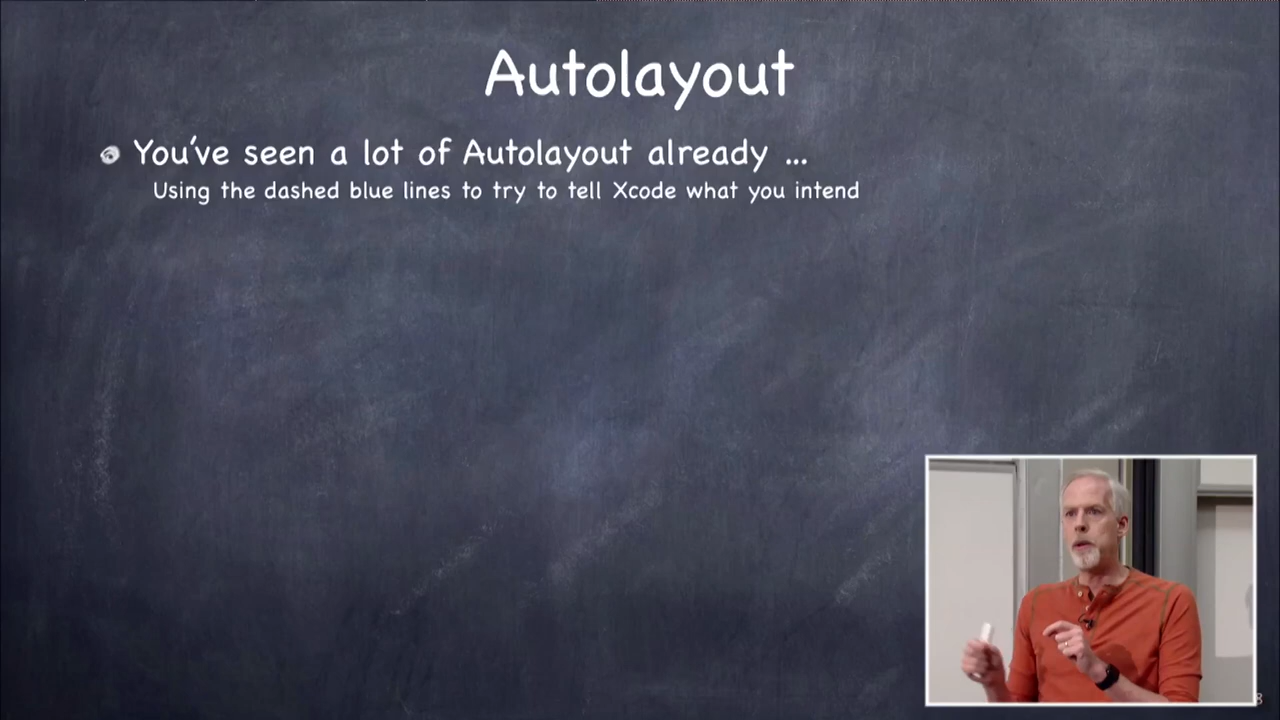 Autolayout
You've seen a lot of Autolayout already ...
Using the dashed blue lines to try to tell Xcode what you intend
8